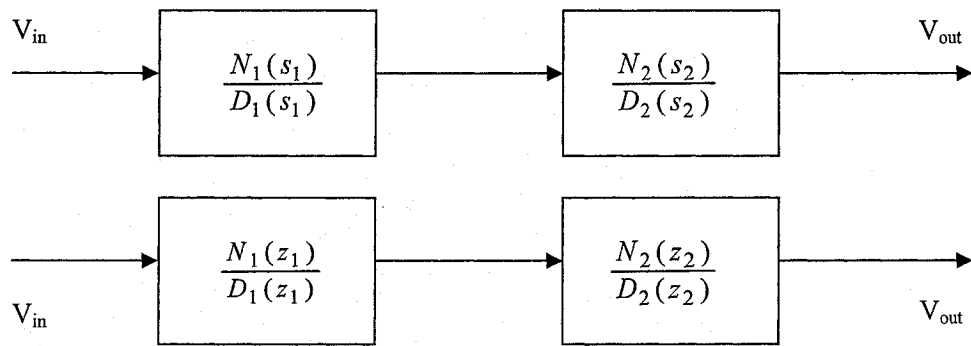 V_in
V_out
N_1(s_1)
D_1(s_1)
N_2(s_2)
D_2(s_2)
N_1(z_1)
D_1(z_1)
N_2(z_2)
D_2(z_2)
V_in
V_out